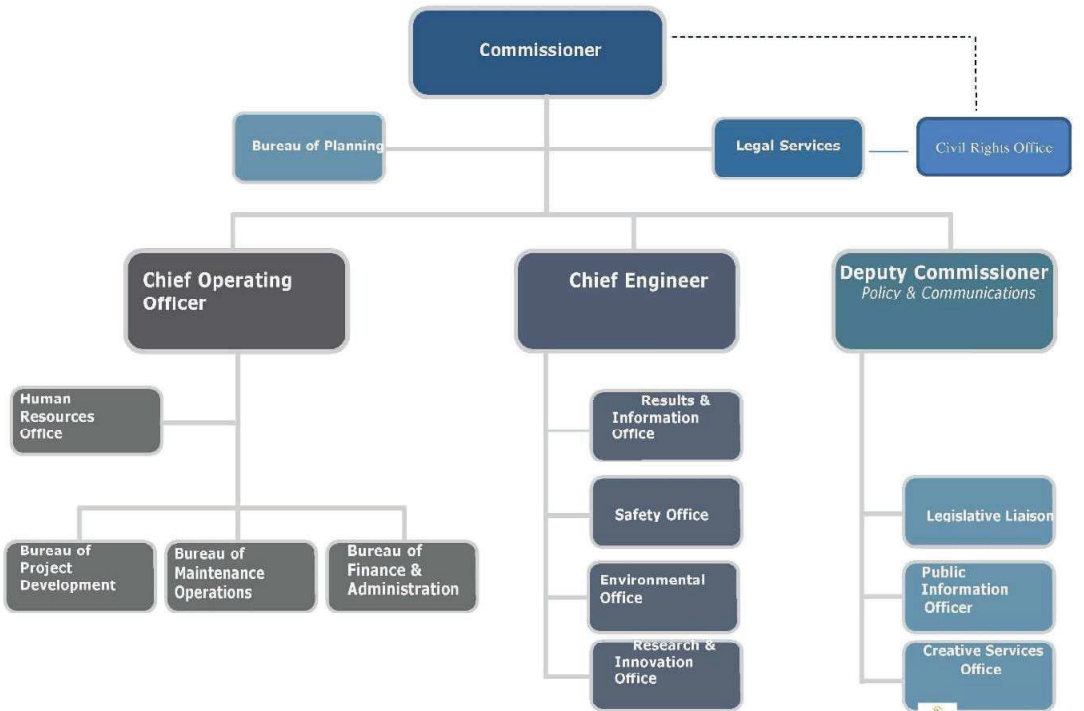 Commissioner
Bureau of Planning
Legal Services
Civil Rights Office
Chief Operating
Officer
Chief Engineer
Deputy Commissioner
Policy & Communications
Human
Resources
Office
Bureau of
Project
Development
Bureau of
Maintenance
Operations
Bureau of
Finance &
Administration
Results &
Information
Office
Safety Office
Environmental
Office
Research &
Innovation
Office
Legislative Liaison
Public
Information
Officer
Creative Services
Office